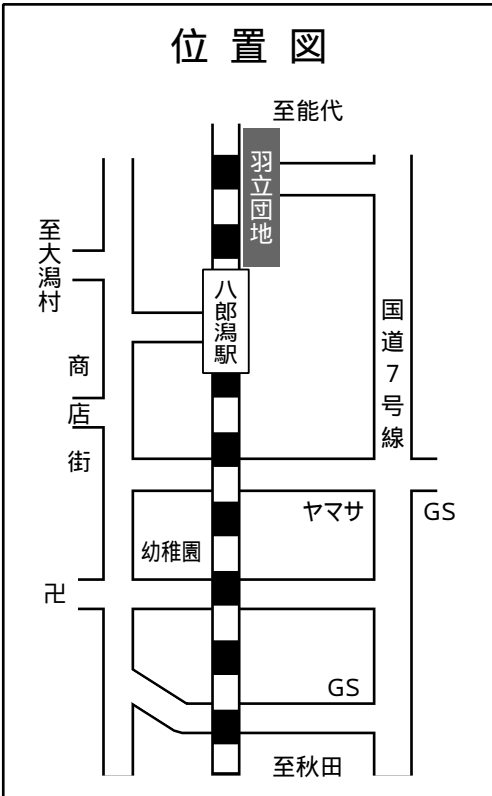 位置図
至能代
羽立団地
至大潟村
八郎潟駅
国道7号線
商店街
ヤマサ
GS
幼稚園
卍
GS
至秋田